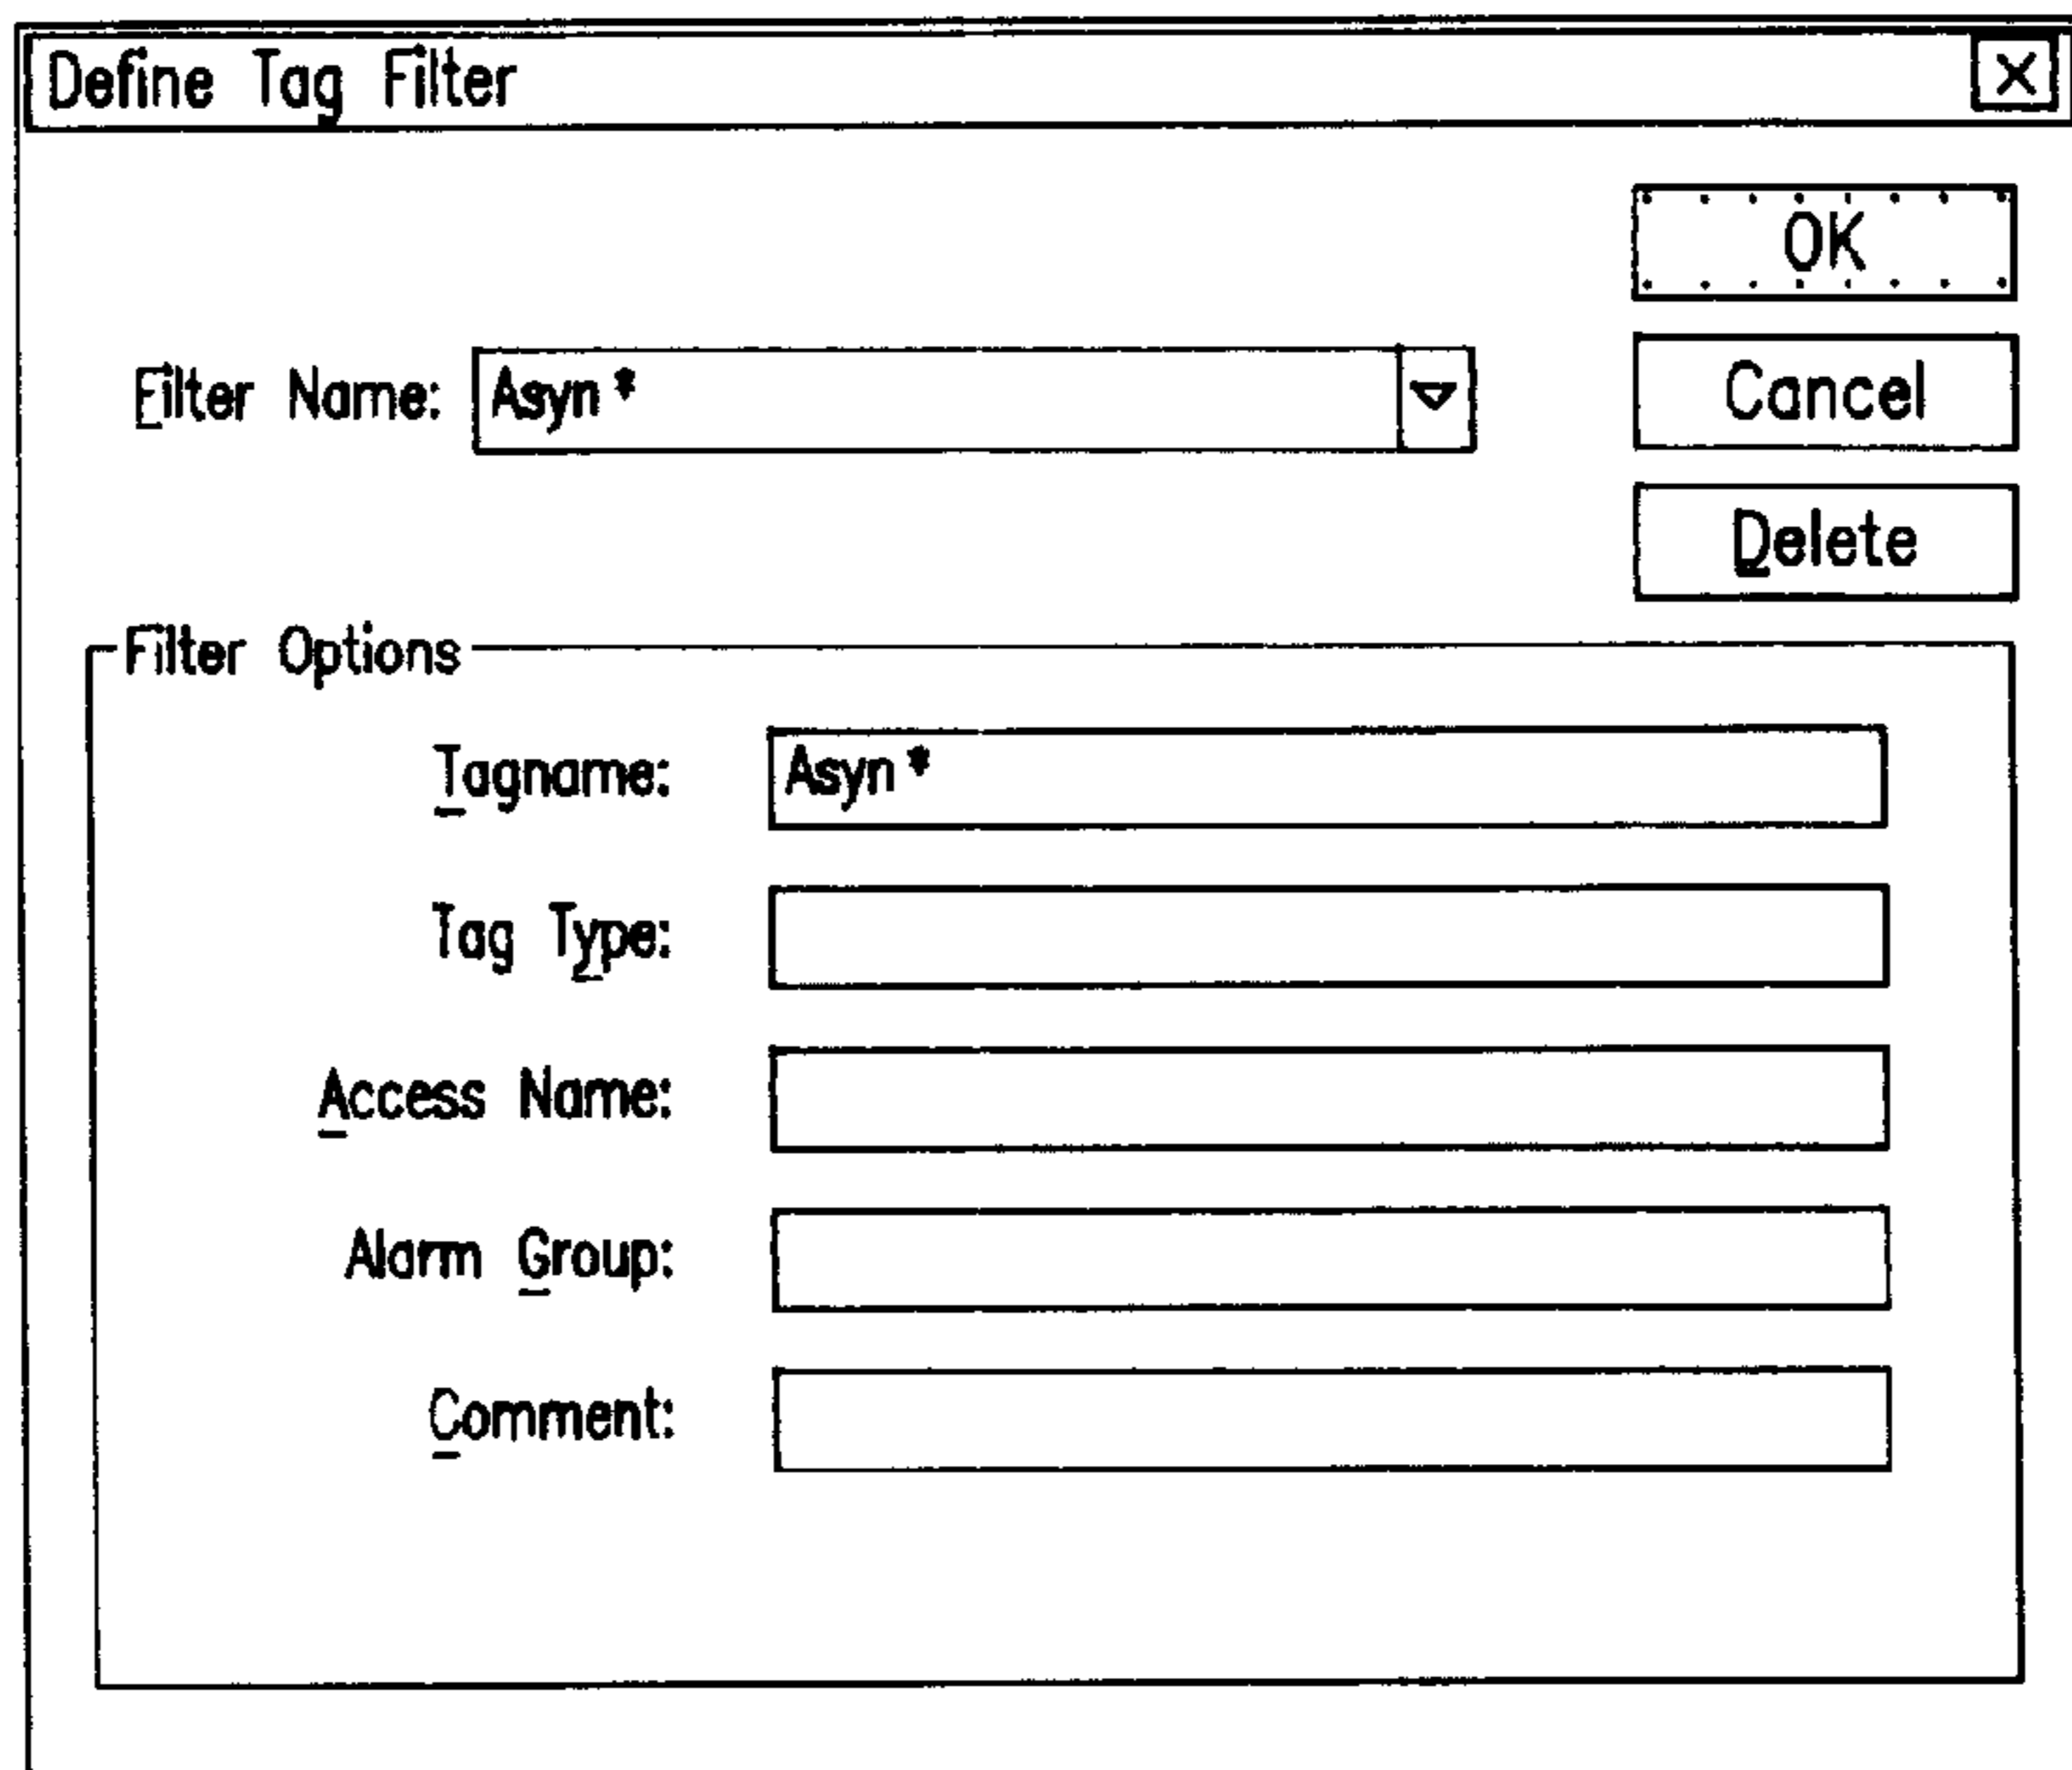 Define Tag Filter
OK
Filter Name: Asyn*
Cancel
Delete
Filter Options
Tagname: Asyn*
Tag Type:
Access Name:
Alarm Group:
Comment: